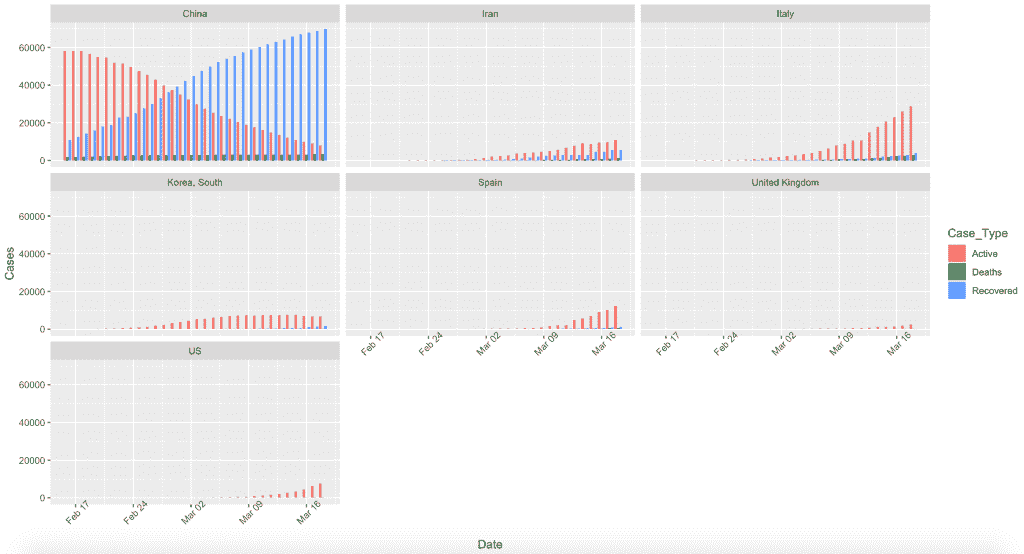 China
Iran
Italy
60000
40000
20000
0
Korea, South
Spain
United Kingdom
60000
40000
20000
0
Feb 17
Feb 24
Mar 02
Mar 09
Mar 16
Feb 17
Feb 24
Mar 02
Mar 09
Mar 16
US
60000
40000
20000
0
Feb 17
Feb 24
Mar 02
Mar 09
Mar 16
Cases
Date
Case_Type
Active
Deaths
Recovered